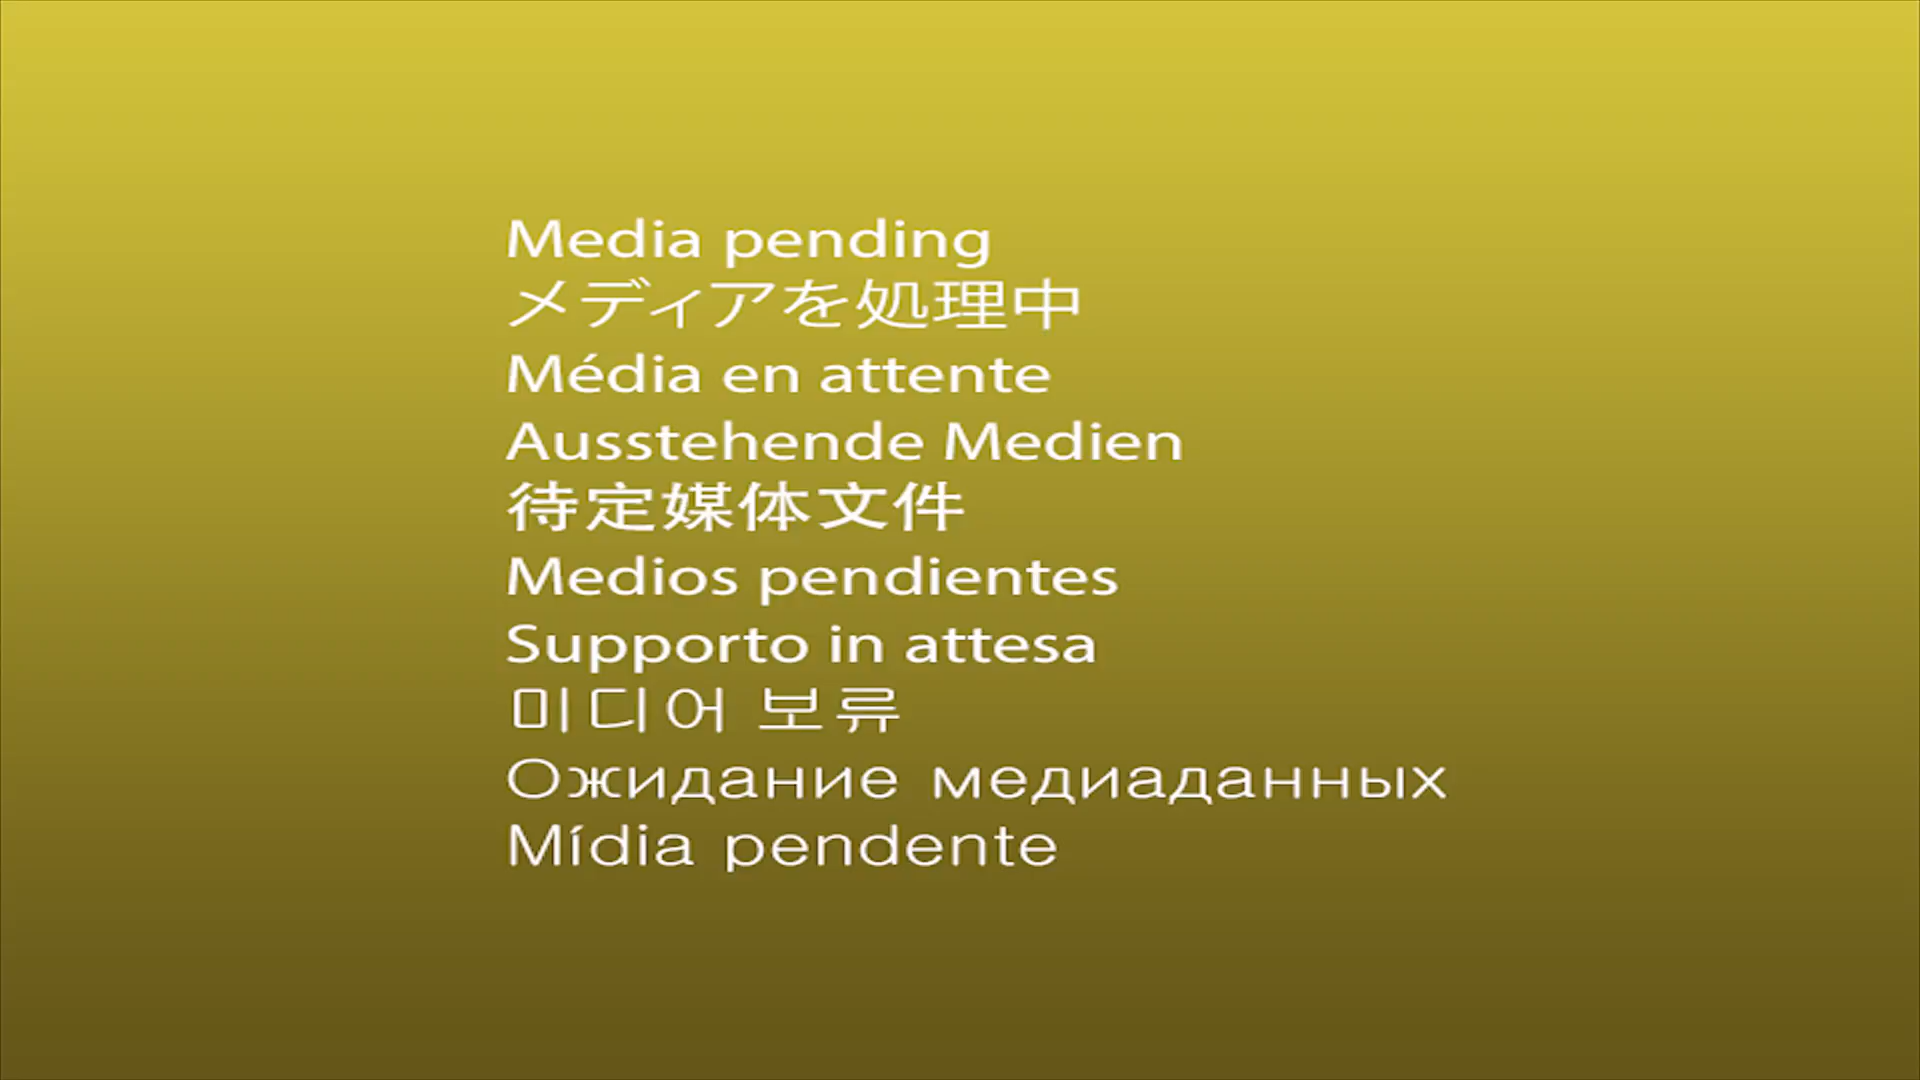 Media pending
メディアを処理中
Média en attente
Ausstehende Medien
待定媒体文件
Medios pendientes
Supporto in attesa
미디어 보류
Ожидание медиаданных
Mídia pendente